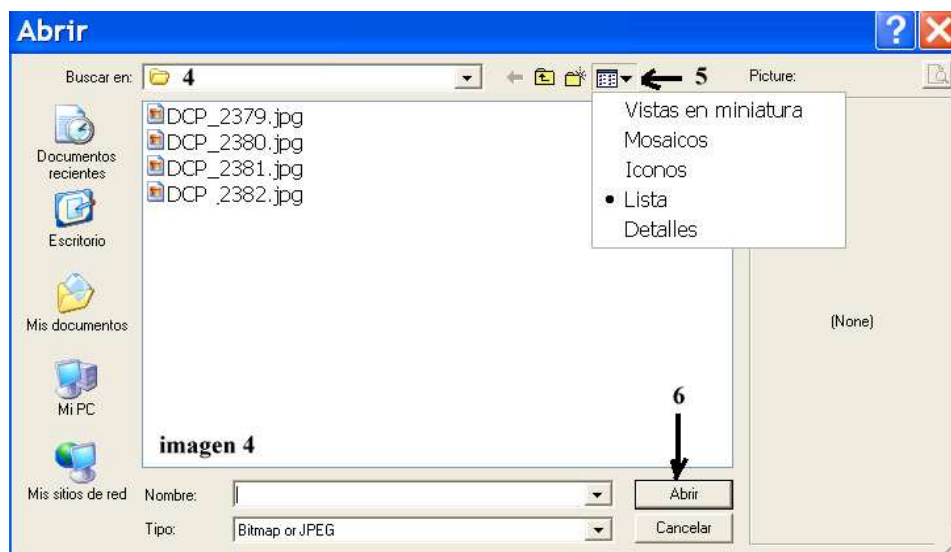 Abrir
Buscar en: 4 5 Picture:
Vistas en miniatura
Mosaicos
Iconos
Lista
Detalles
DCP_2379.jpg
DCP_2380.jpg
DCP_2381.jpg
DCP_2382.jpg
Documentos
recientes
Escritorio
Mis documentos
Mi PC
Mis sitios de red
(None)
6
imagen 4
Nombre: Abrir
Tipo: Bitmap or JPEG Cancelar